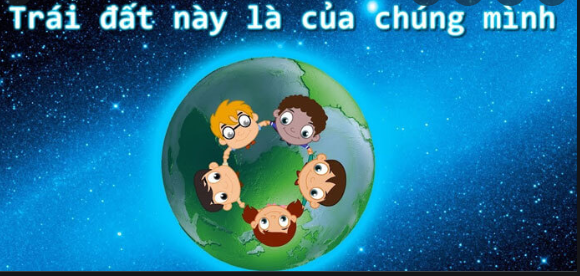 Trái đất này là của chúng mình